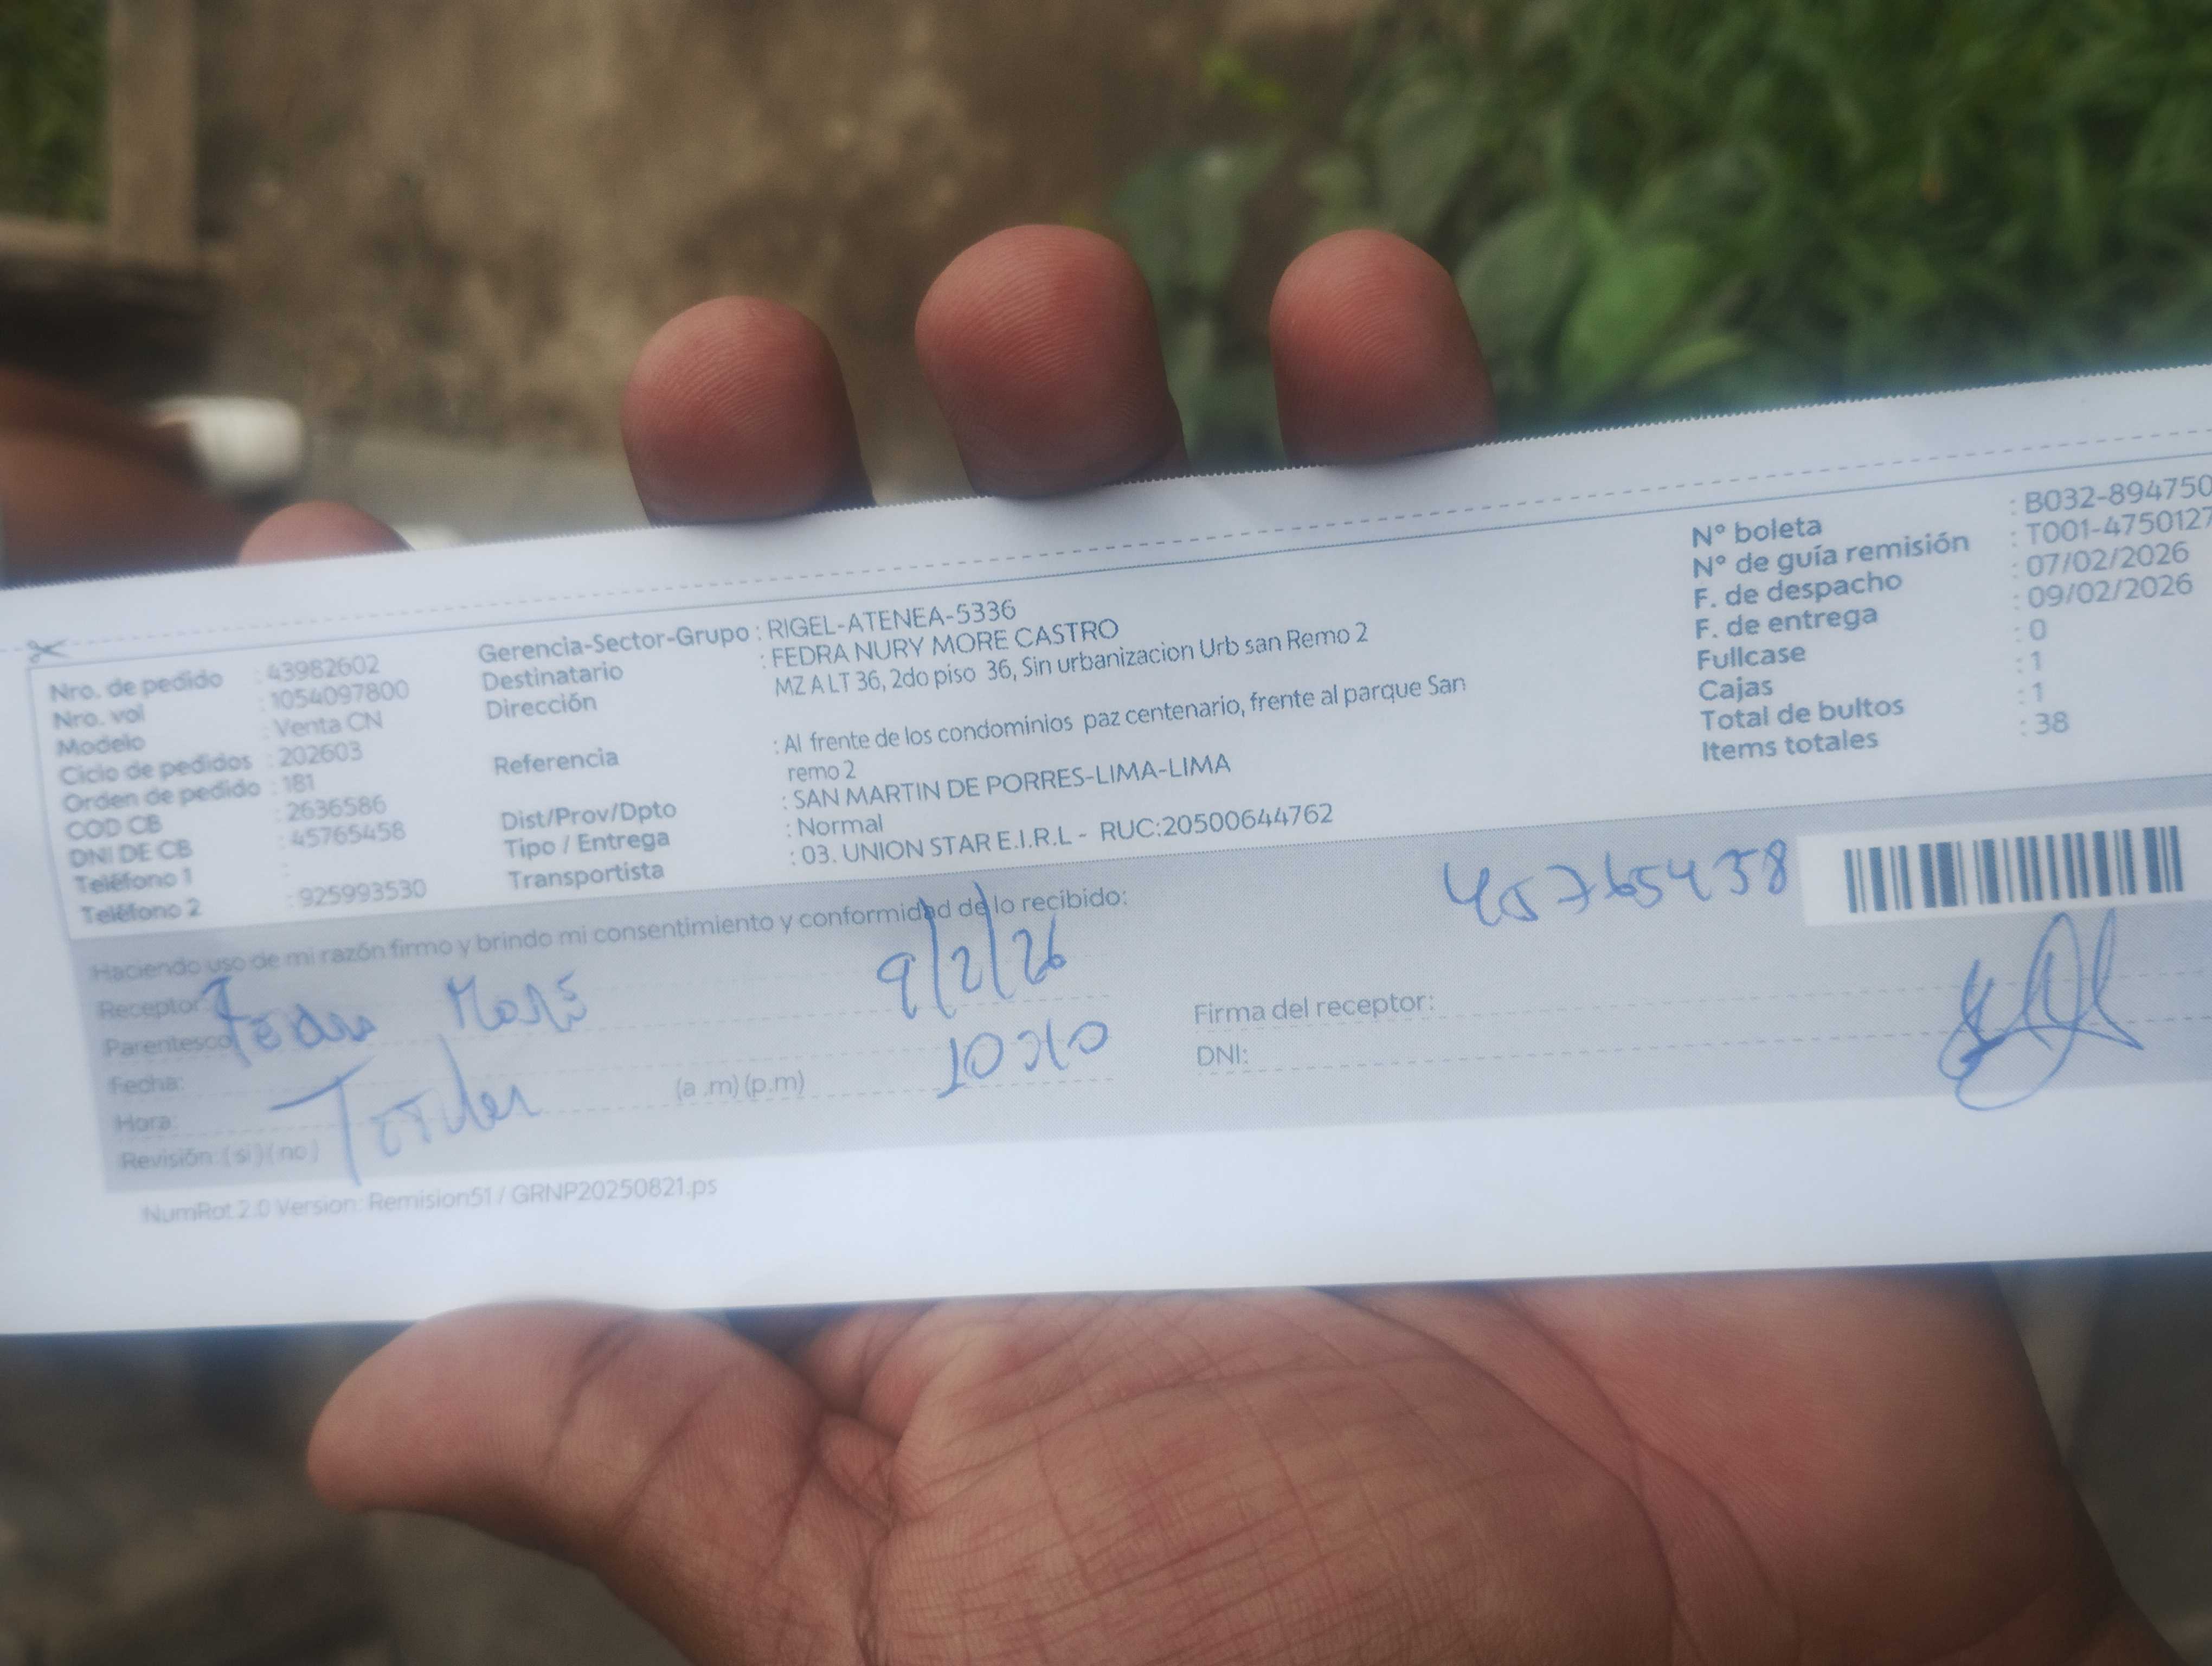 Nro. de pedido : 43982602
Nro. vol : 1054097800
Modelo : Venta CN
Ciclo de pedidos : 202603
Orden de pedido : 181
COD CB : 2636586
DNI DE CB : 45765458
Teléfono 1 :
Teléfono 2 : 925993530
Gerencia-Sector-Grupo : RIGEL-ATENEA-5336
Destinatario : FEDRA NURY MORE CASTRO
Dirección MZ A LT 36, 2do piso 36, Sin urbanizacion Urb san Remo 2
Referencia : Al frente de los condominios paz centenario, frente al parque San
remo 2
Dist/Prov/Dpto : SAN MARTIN DE PORRES-LIMA-LIMA
Tipo / Entrega : Normal
Transportista : 03. UNION STAR E.I.R.L - RUC:20500644762
N° boleta : B032-894750
N° de guía remisión : T001-4750127
F. de despacho : 07/02/2026
F. de entrega : 09/02/2026
Fullcase : 0
Cajas : 1
Total de bultos : 1
Items totales : 38
Haciendo uso de mi razón firmo y brindo mi consentimiento y conformidad de lo recibido:
Receptor
Parentesco
Fedra More
9/2/26
Fecha:
Hora: (a .m) (p.m)
Revisión: ( si ) ( no )
45765458
Firma del receptor:
DNI:
NumRot 2.0 Version: Remision51 / GRNP20250821.ps